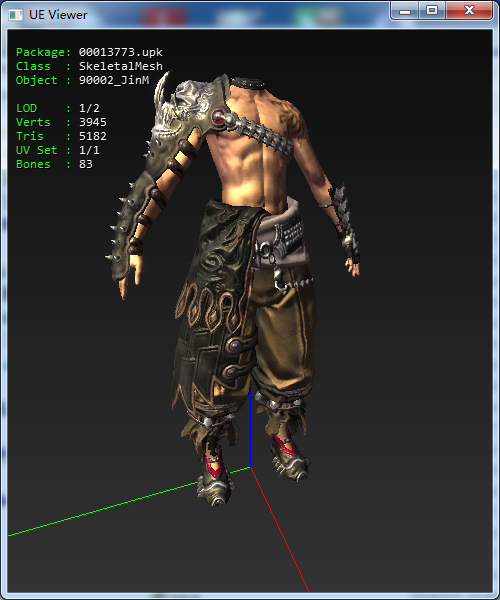 UE Viewer
Package: 00013773.upk
Class : SkeletalMesh
Object : 90002_JinM
LOD : 1/2
Verts : 3945
Tris : 5182
UV Set : 1/1
Bones : 83